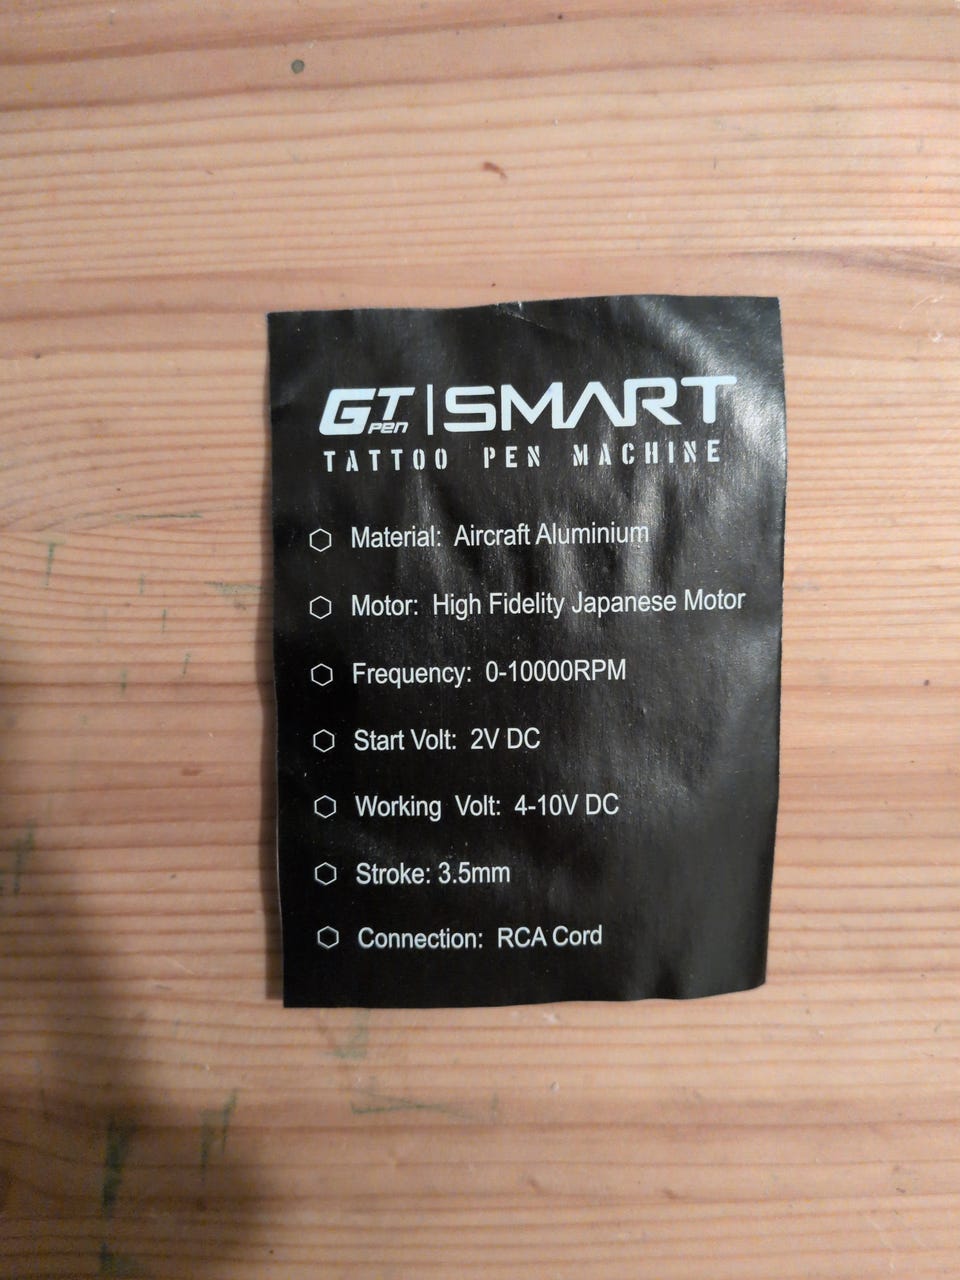 GT pen | SMART
TATTOO PEN MACHINE
Material: Aircraft Aluminium
Motor: High Fidelity Japanese Motor
Frequency: 0-10000RPM
Start Volt: 2V DC
Working Volt: 4-10V DC
Stroke: 3.5mm
Connection: RCA Cord